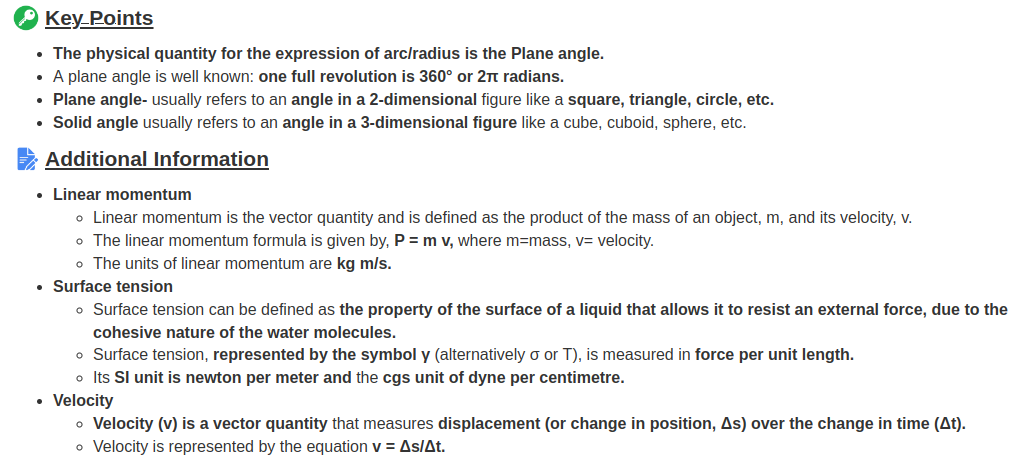 Key Points
• The physical quantity for the expression of arc/radius is the Plane angle.
• A plane angle is well known: one full revolution is 360° or 2π radians.
• Plane angle- usually refers to an angle in a 2-dimensional figure like a square, triangle, circle, etc.
• Solid angle usually refers to an angle in a 3-dimensional figure like a cube, cuboid, sphere, etc.
Additional Information
• Linear momentum
◦ Linear momentum is the vector quantity and is defined as the product of the mass of an object, m, and its velocity, v.
◦ The linear momentum formula is given by, P = m v, where m=mass, v= velocity.
◦ The units of linear momentum are kg m/s.
• Surface tension
◦ Surface tension can be defined as the property of the surface of a liquid that allows it to resist an external force, due to the
cohesive nature of the water molecules.
◦ Surface tension, represented by the symbol γ (alternatively σ or T), is measured in force per unit length.
◦ Its SI unit is newton per meter and the cgs unit of dyne per centimetre.
• Velocity
◦ Velocity (v) is a vector quantity that measures displacement (or change in position, Δs) over the change in time (Δt).
◦ Velocity is represented by the equation v = Δs/Δt.